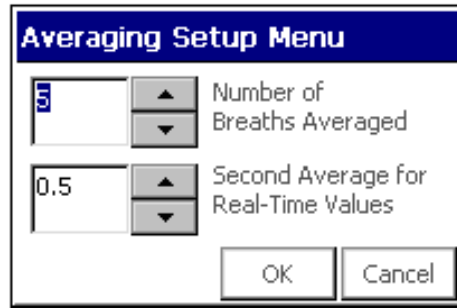 Averaging Setup Menu
5
Number of
Breaths Averaged
0.5
Second Average for
Real-Time Values
OK
Cancel